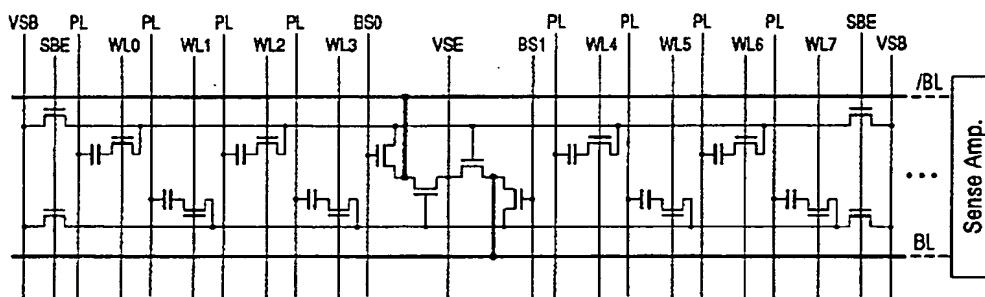 VSB PL PL PL PL BS0 PL PL PL PL SBE
SBE WL0 WL1 WL2 WL3 VSE BS1 WL4 WL5 WL6 WL7 VSB
/BL
BL
Sense Amp.